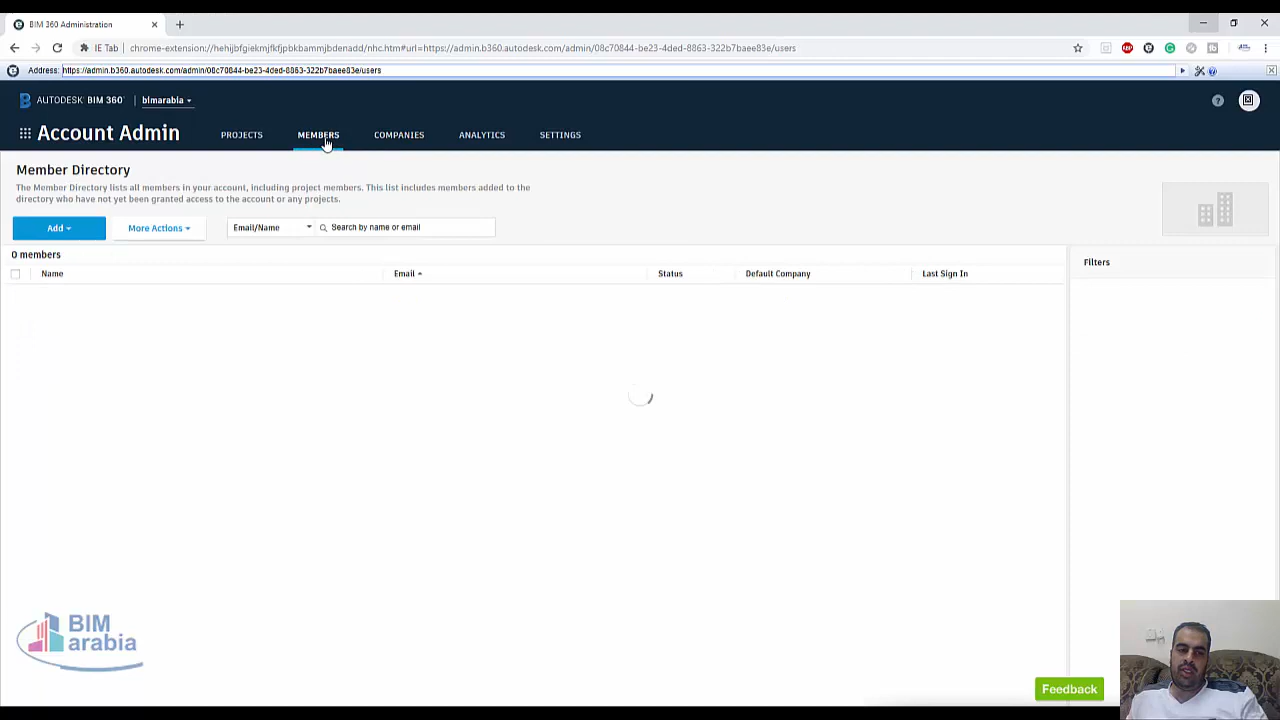 BIM 360 Administration
IE Tab chrome-extension://hehijbfgiekmjfkfjpbkbammjbdenadd/nhc.htm#url=https://admin.b360.autodesk.com/admin/08c70844-be23-4ded-8863-322b7baee83e/users
Address: https://admin.b360.autodesk.com/admin/08c70844-be23-4ded-8863-322b7baee83e/users
AUTODESK BIM 360 bimarabia
Account Admin PROJECTS MEMBERS COMPANIES ANALYTICS SETTINGS
Member Directory
The Member Directory lists all members in your account, including project members. This list includes members added to the
directory who have not yet been granted access to the account or any projects.
Add More Actions Email/Name Search by name or email
0 members
Name Email Status Default Company Last Sign In
Filters
BIM
arabia
Feedback